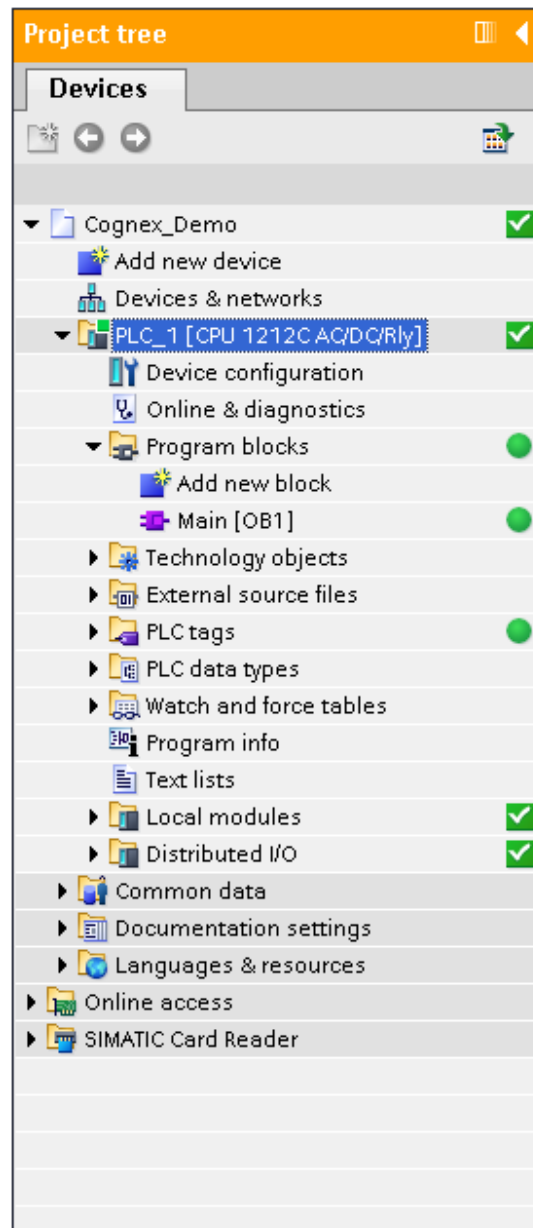 Project tree
Devices
Cognex_Demo
Add new device
Devices & networks
PLC_1 [CPU 1212C AC/DC/Rly]
Device configuration
Online & diagnostics
Program blocks
Add new block
Main [OB1]
Technology objects
External source files
PLC tags
PLC data types
Watch and force tables
Program info
Text lists
Local modules
Distributed I/O
Common data
Documentation settings
Languages & resources
Online access
SIMATIC Card Reader